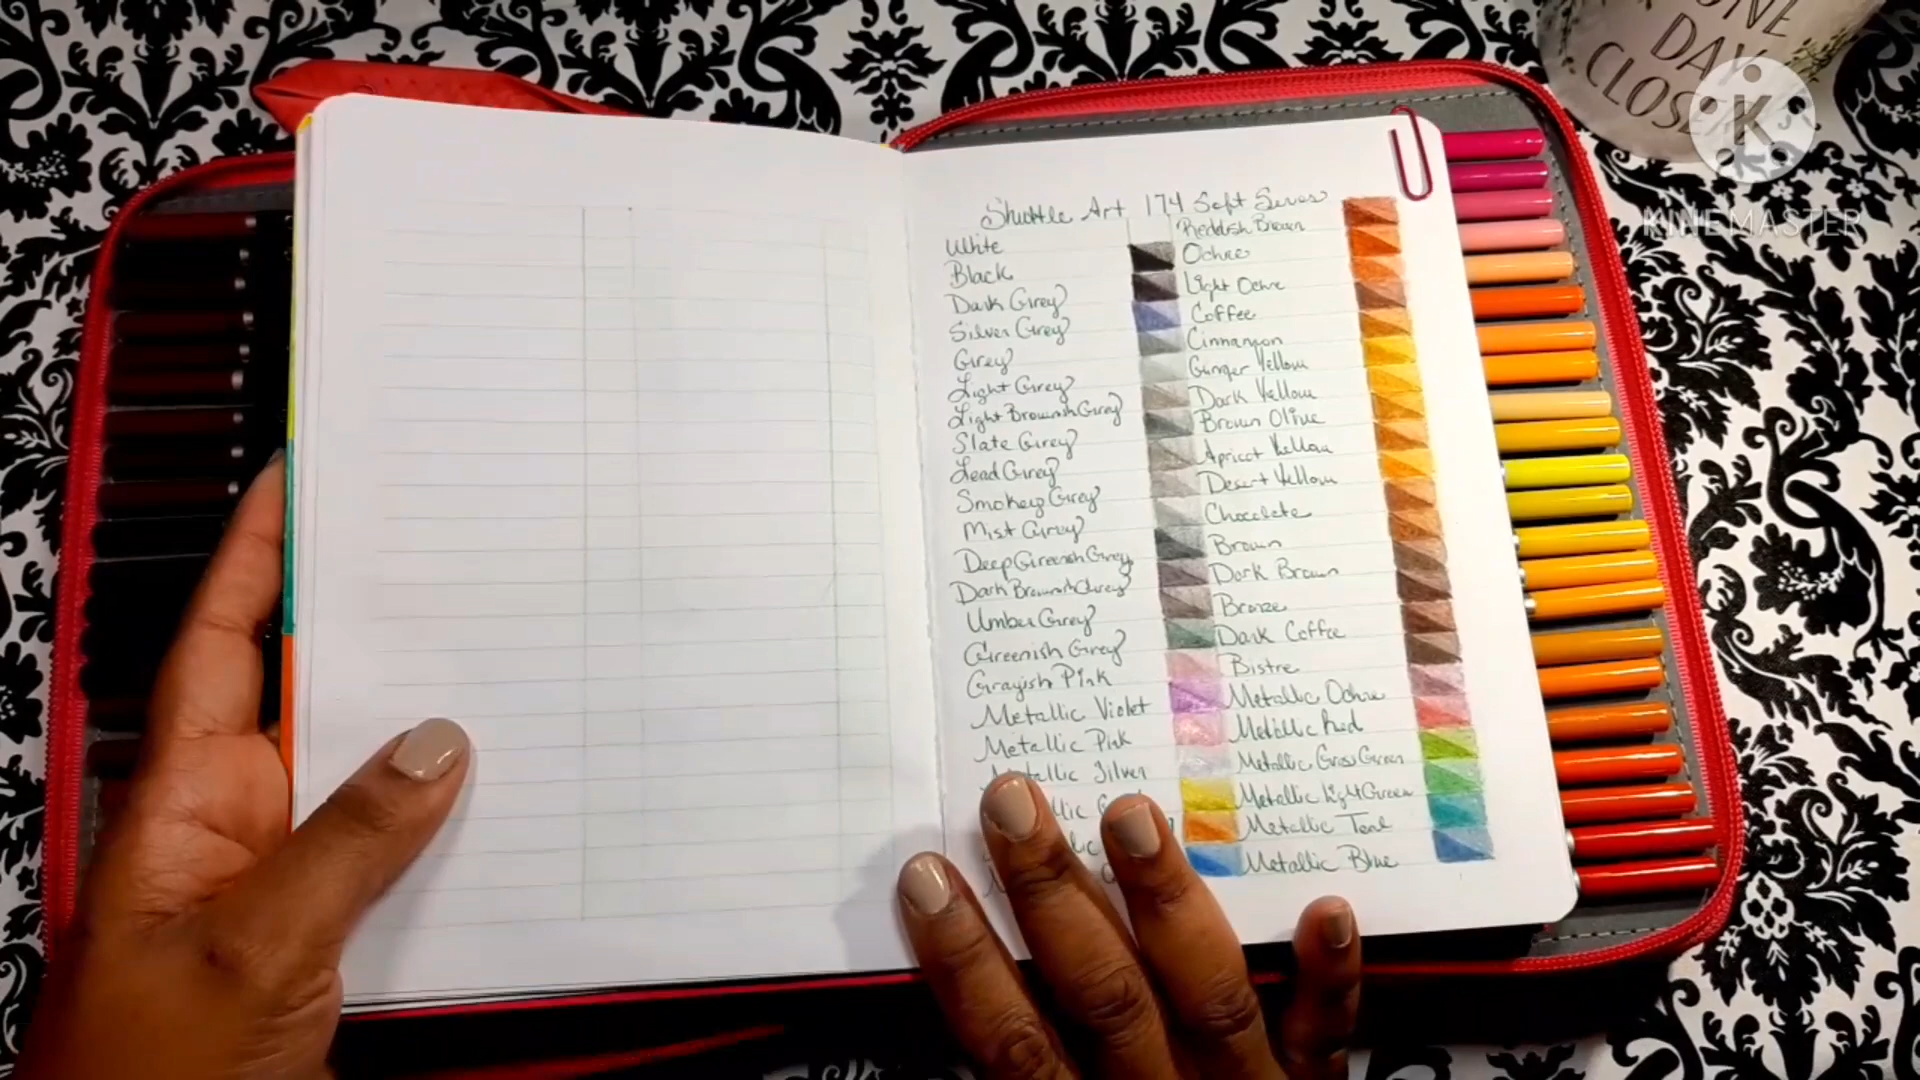 Shuttle Art 174 Soft Series
White
Black
Dark Grey
Silver Grey
Grey
Light Grey
Light Brownish Grey
Slate Grey
Lead Grey
Smokey Grey
Mist Grey
Deep Greenish Grey
Dark Brownish Grey
Umber Grey
Greenish Grey
Grayish Pink
Metallic Violet
Metallic Pink
Metallic Silver
Reddish Brown
Ochre
Light Ochre
Coffee
Cinnamon
Ginger Yellow
Dark Yellow
Brown Olive
Apricot Yellow
Desert Yellow
Chocolate
Brown
Dark Brown
Bronze
Dark Coffee
Bistre
Metallic Ochre
Metallic Red
Metallic Grass Green
Metallic Light Green
Metallic Teal
Metallic Blue
DAY
K
KINEMASTER